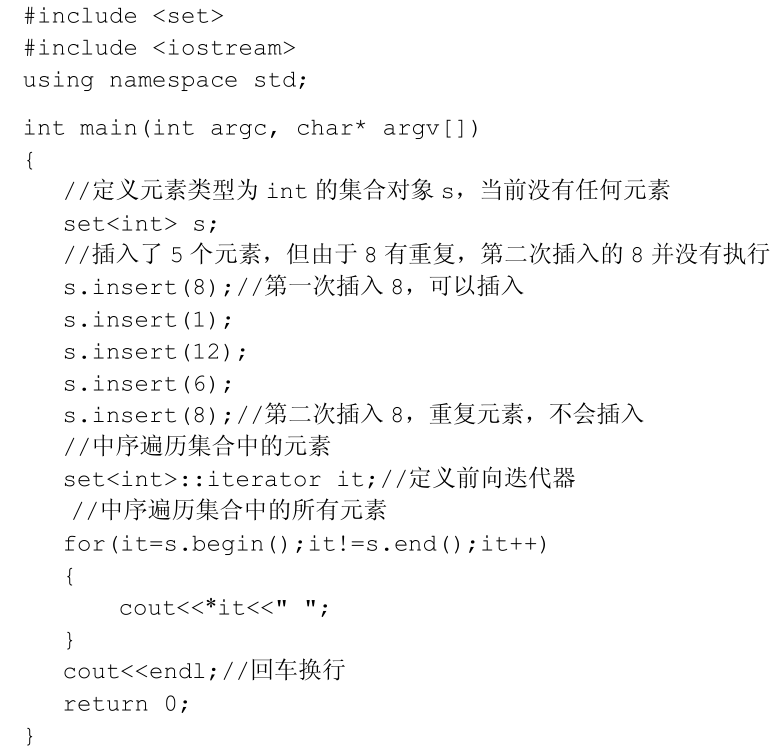 #include <set>
#include <iostream>
using namespace std;
int main(int argc, char* argv[])
{
//定义元素类型为 int 的集合对象 s，当前没有任何元素
set<int> s;
//插入了 5 个元素，但由于 8 有重复，第二次插入的 8 并没有执行
s.insert(8);//第一次插入 8，可以插入
s.insert(1);
s.insert(12);
s.insert(6);
s.insert(8);//第二次插入 8，重复元素，不会插入
//中序遍历集合中的元素
set<int>::iterator it;//定义前向迭代器
//中序遍历集合中的所有元素
for(it=s.begin();it!=s.end();it++)
{
cout<<*it<<" ";
}
cout<<endl;//回车换行
return 0;
}